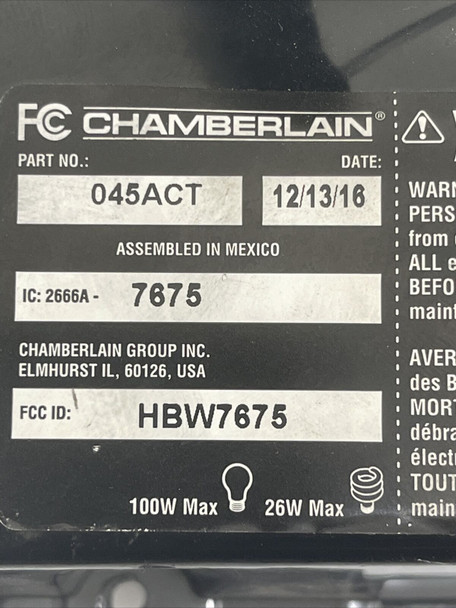 FC CHAMBERLAIN®
PART NO.: DATE:
045ACT 12/13/16
ASSEMBLED IN MEXICO
IC: 2666A - 7675
CHAMBERLAIN GROUP INC.
ELMHURST IL, 60126, USA
FCC ID: HBW7675
100W Max 26W Max
WARN
PERS
from
ALL e
BEFO
maint
AVER
des B
MORT
débra
électr
TOUT
main